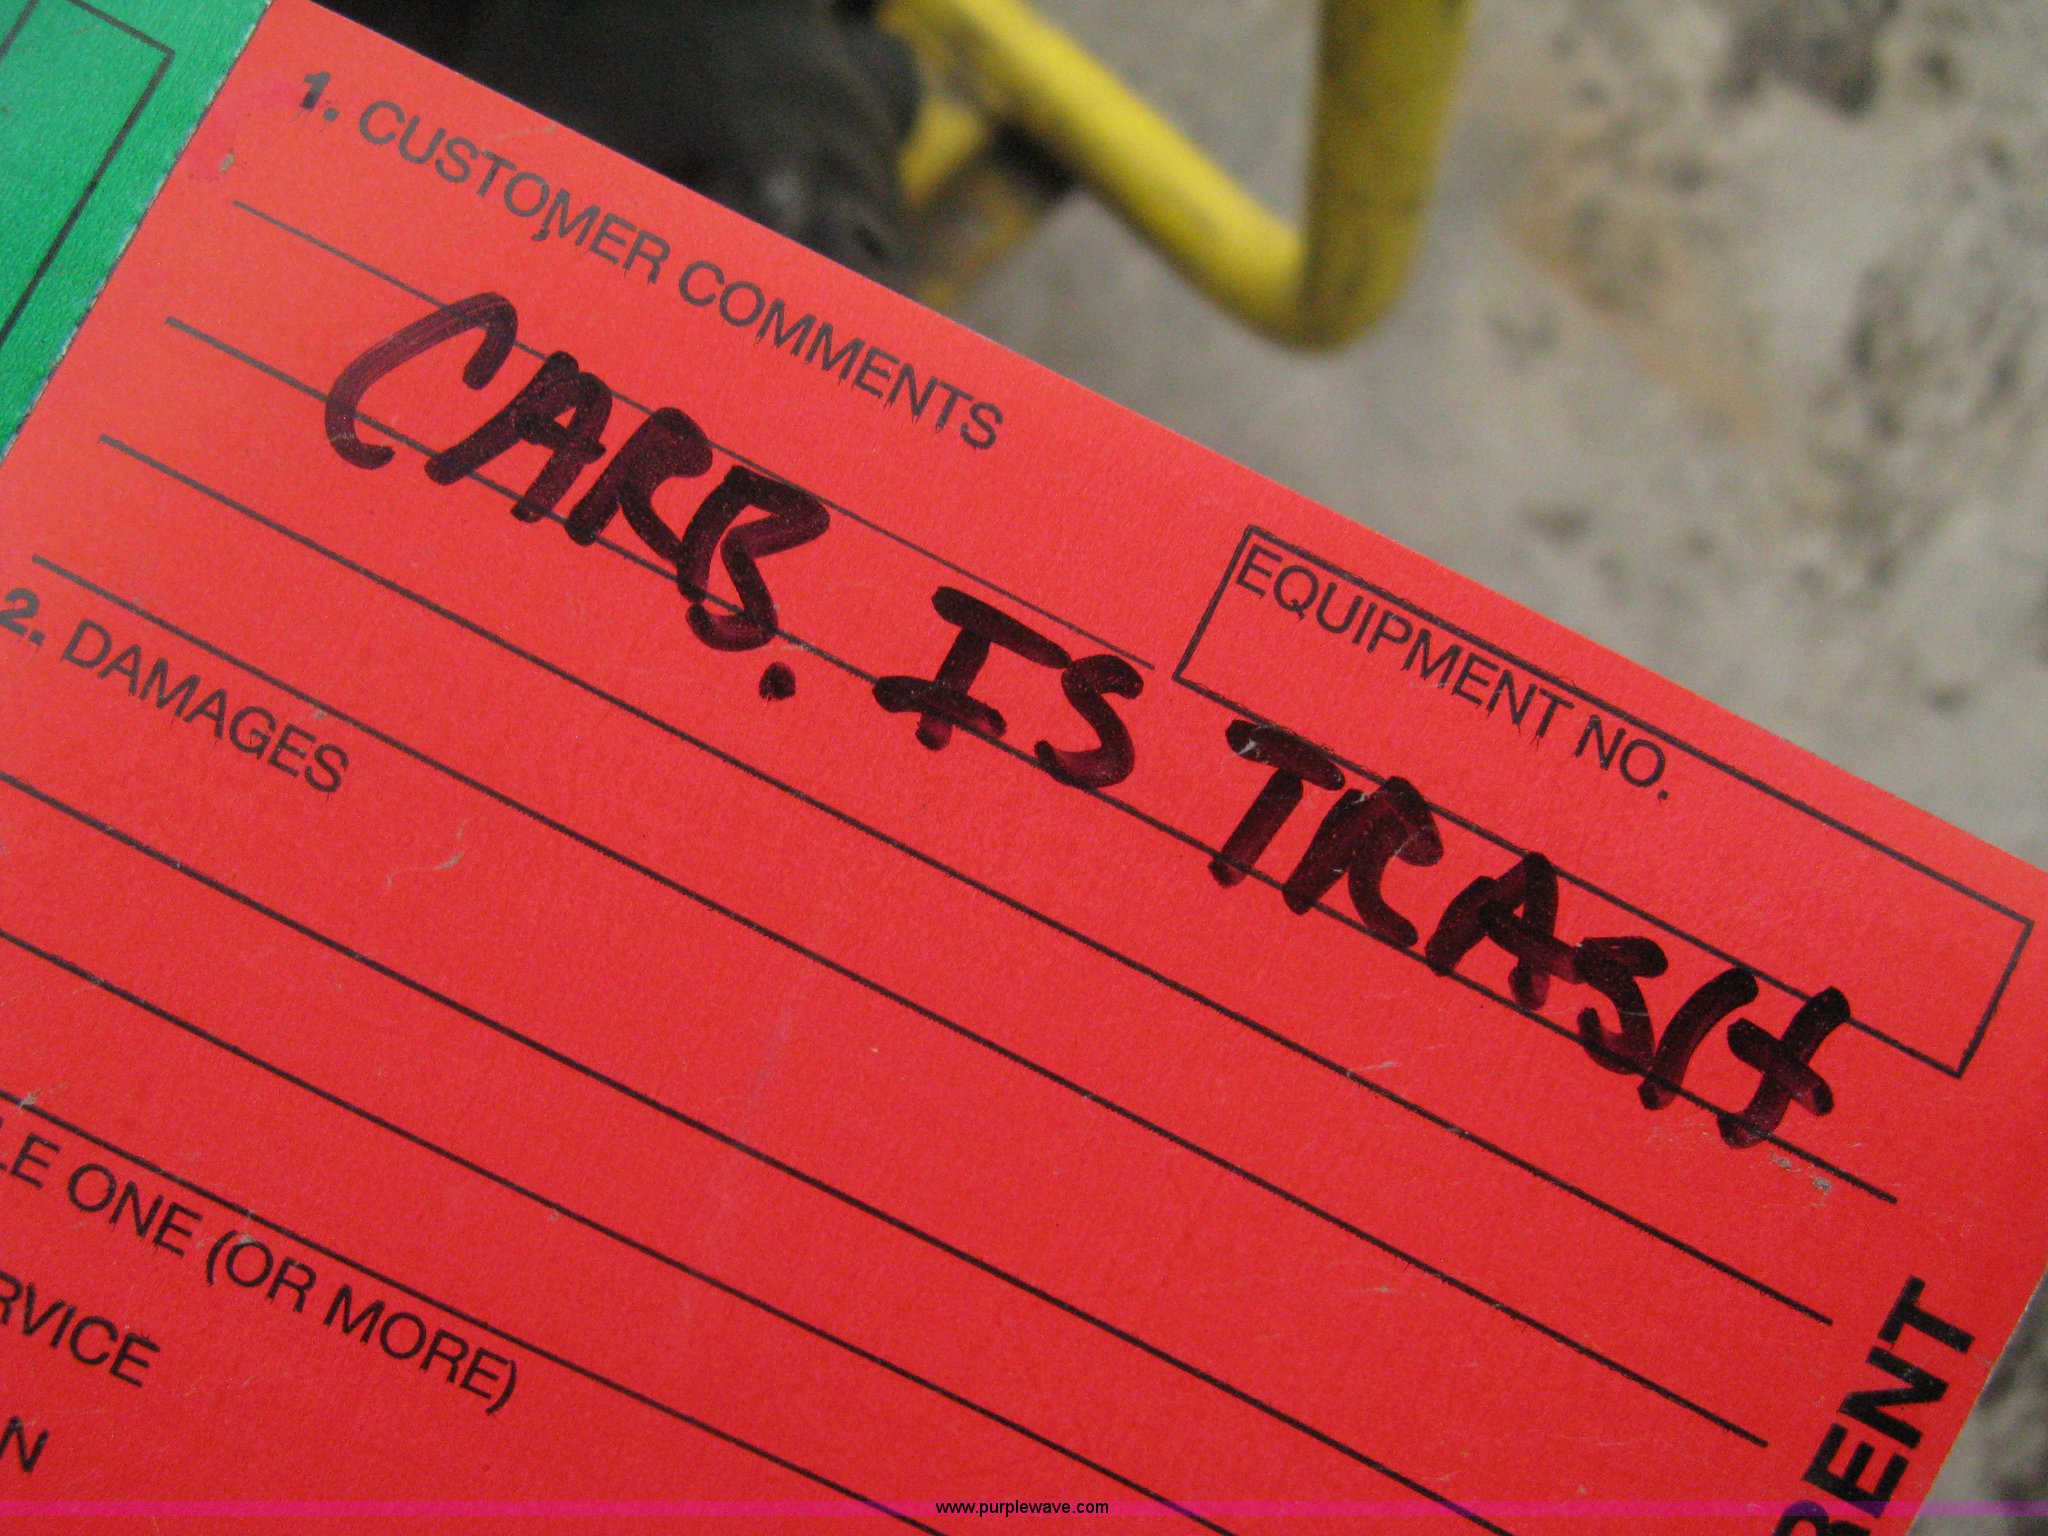 1. CUSTOMER COMMENTS
CARB. IS TRASH
EQUIPMENT NO.
2. DAMAGES
LE ONE (OR MORE)
RVICE
N
RENT
www.purplewave.com